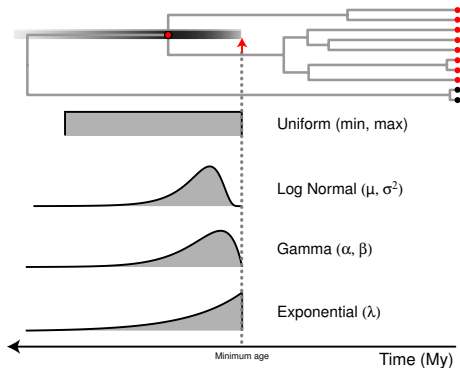 Uniform (min, max)
Log Normal (μ, σ²)
Gamma (α, β)
Exponential (λ)
Minimum age
Time (My)